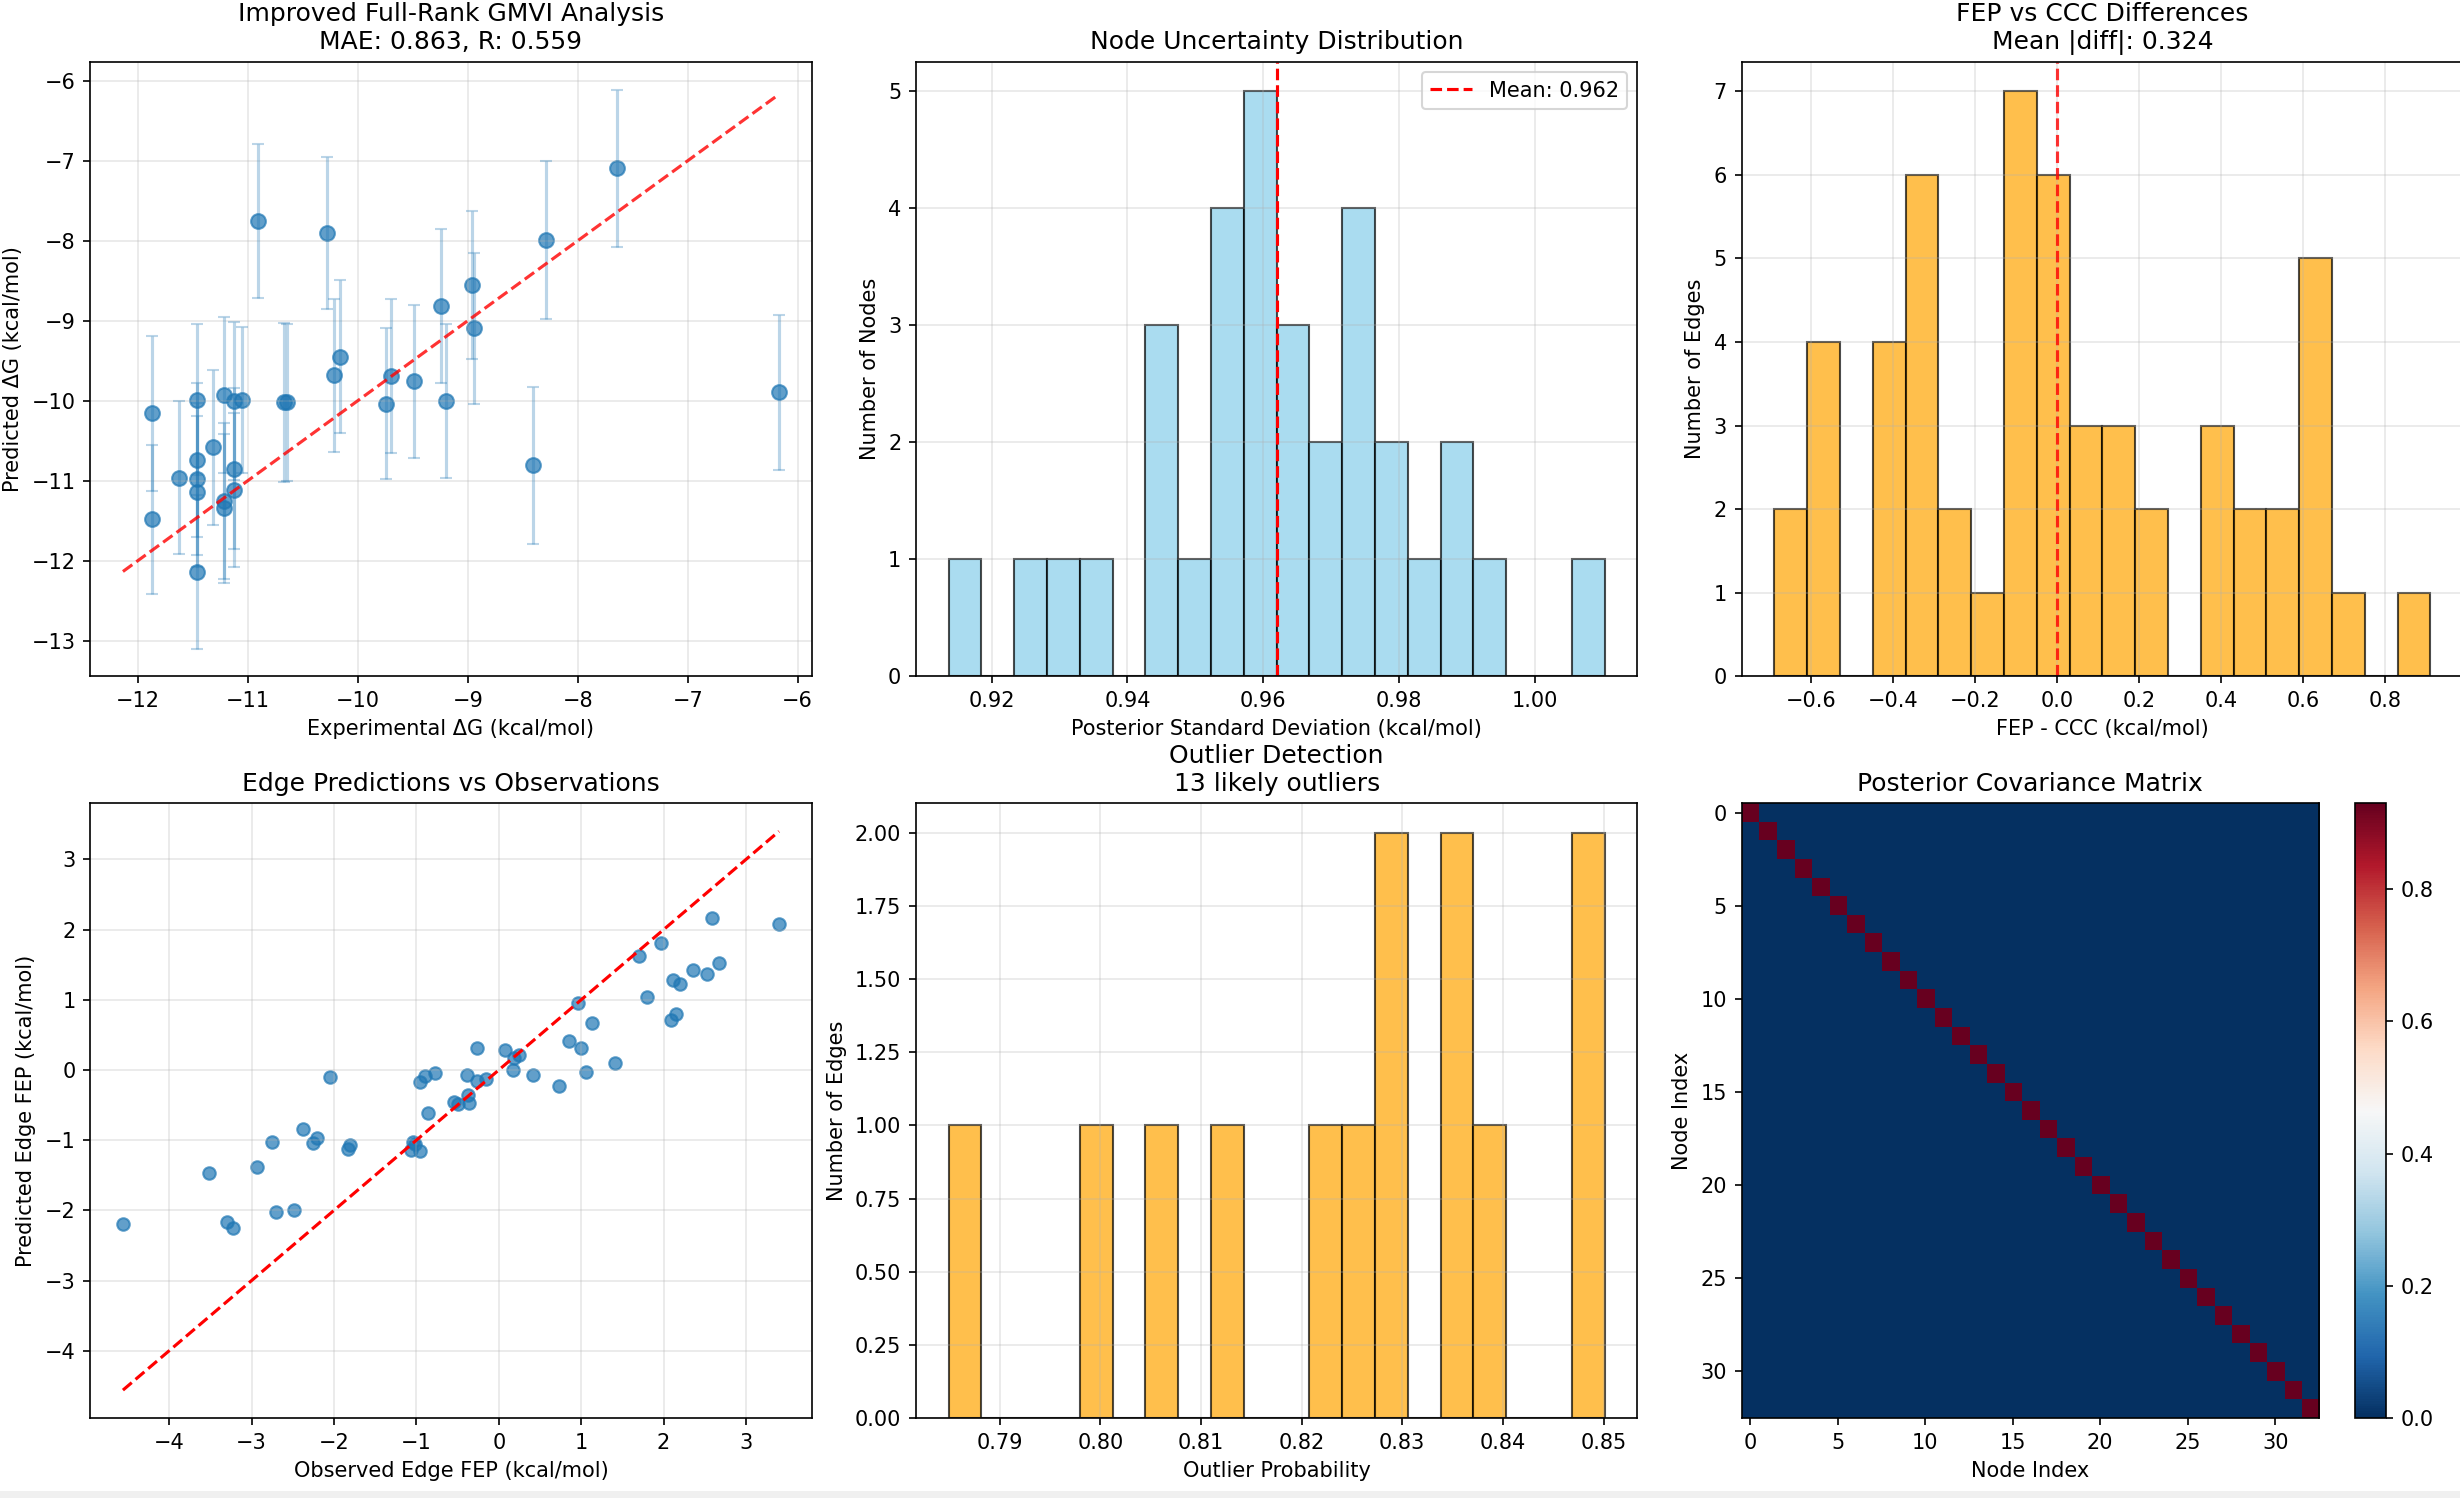 Improved Full-Rank GMVI Analysis
MAE: 0.863, R: 0.559
−6
−7
−8
−9
−10
−11
−12
−13
Predicted ΔG (kcal/mol)
−12 −11 −10 −9 −8 −7 −6
Experimental ΔG (kcal/mol)
Node Uncertainty Distribution
Mean: 0.962
5
4
3
2
1
0
Number of Nodes
0.92 0.94 0.96 0.98 1.00
Posterior Standard Deviation (kcal/mol)
FEP vs CCC Differences
Mean |diff|: 0.324
7
6
5
4
3
2
1
0
Number of Edges
−0.6 −0.4 −0.2 0.0 0.2 0.4 0.6 0.8
FEP - CCC (kcal/mol)
Edge Predictions vs Observations
3
2
1
0
−1
−2
−3
−4
Predicted Edge FEP (kcal/mol)
−4 −3 −2 −1 0 1 2 3
Observed Edge FEP (kcal/mol)
Outlier Detection
13 likely outliers
2.00
1.75
1.50
1.25
1.00
0.75
0.50
0.25
0.00
Number of Edges
0.79 0.80 0.81 0.82 0.83 0.84 0.85
Outlier Probability
Posterior Covariance Matrix
0
5
10
15
20
25
30
Node Index
0 5 10 15 20 25 30
Node Index
0.8
0.6
0.4
0.2
0.0